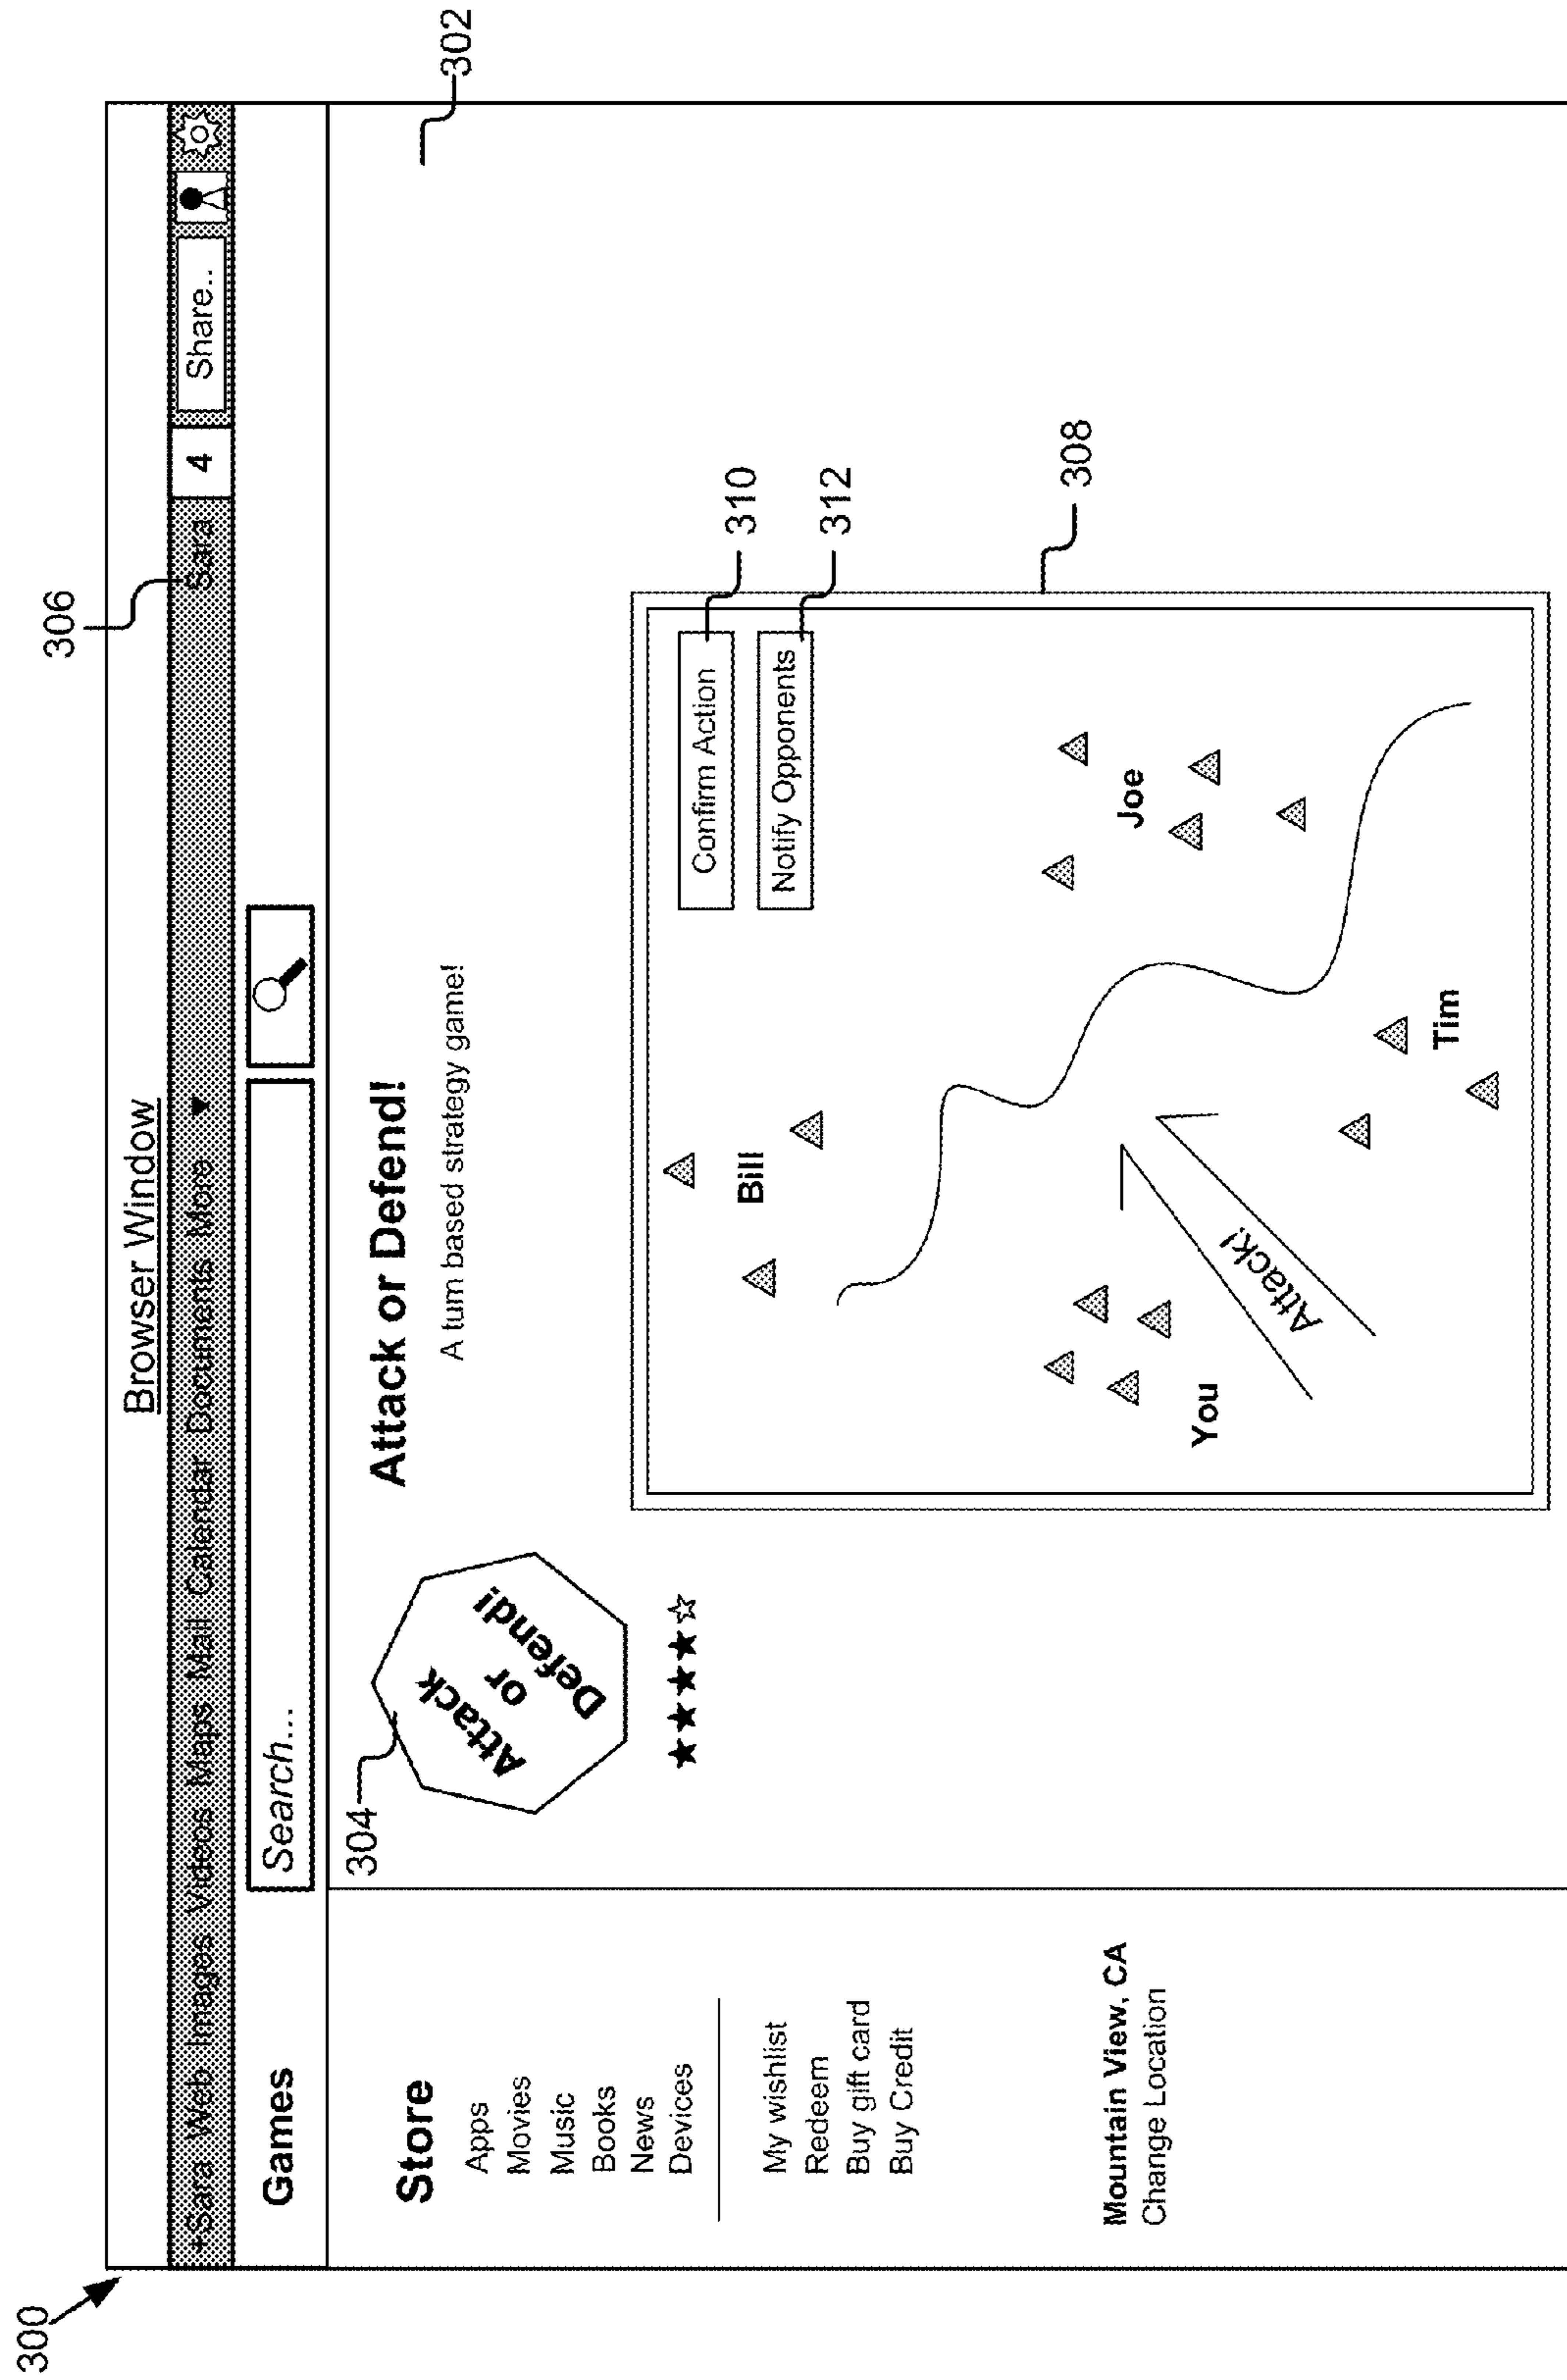 300
Browser Window
306
+Sara Web Images Videos Maps Mail Calendar Documents More
Sara
4
Share...
Games
Search...
302
304
Attack
or
Defend!
Attack or Defend!
A turn based strategy game!
Store
Apps
Movies
Music
Books
News
Devices
My wishlist
Redeem
Buy gift card
Buy Credit
Mountain View, CA
Change Location
Confirm Action
310
Notify Opponents
312
308
Bill
Joe
You
Attack!
Tim